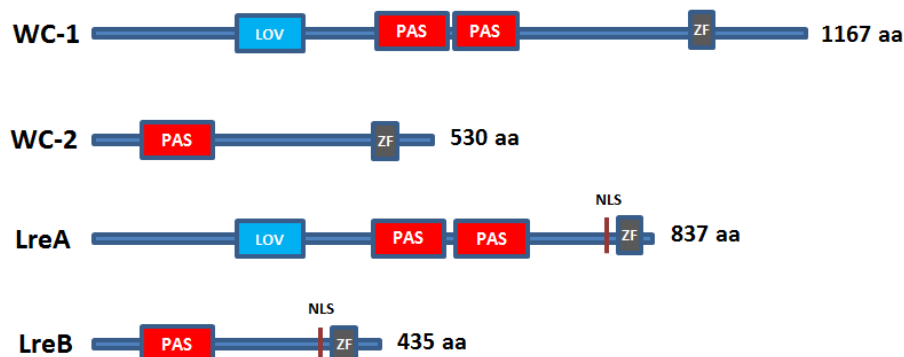 WC-1 LOV PAS PAS ZF 1167 aa
WC-2 PAS ZF 530 aa
NLS
LreA LOV PAS PAS ZF 837 aa
NLS
LreB PAS ZF 435 aa